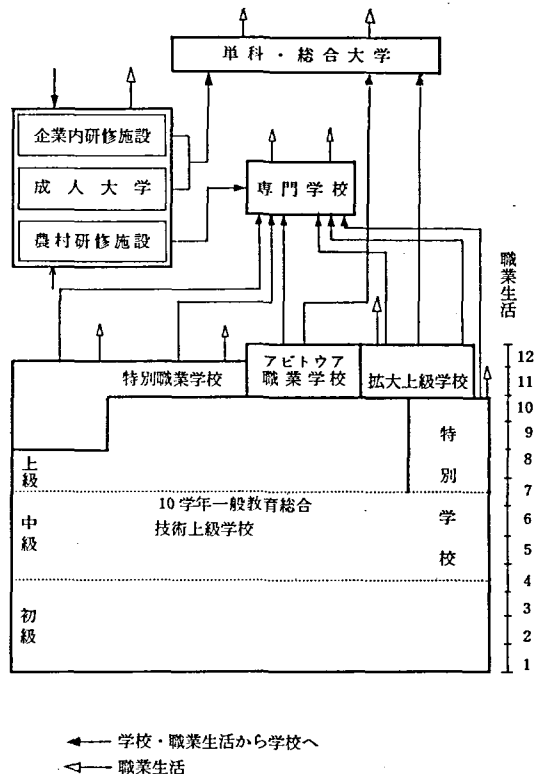 単科・総合大学
企業内研修施設
成人大学
農村研修施設
専門学校
職業生活
特別職業学校
アビトウア
職業学校
拡大上級学校
12
11
10
9
8
7
6
5
4
3
2
1
上級
中級
初級
10学年一般教育総合
技術上級学校
特別学校
学校・職業生活から学校へ
職業生活